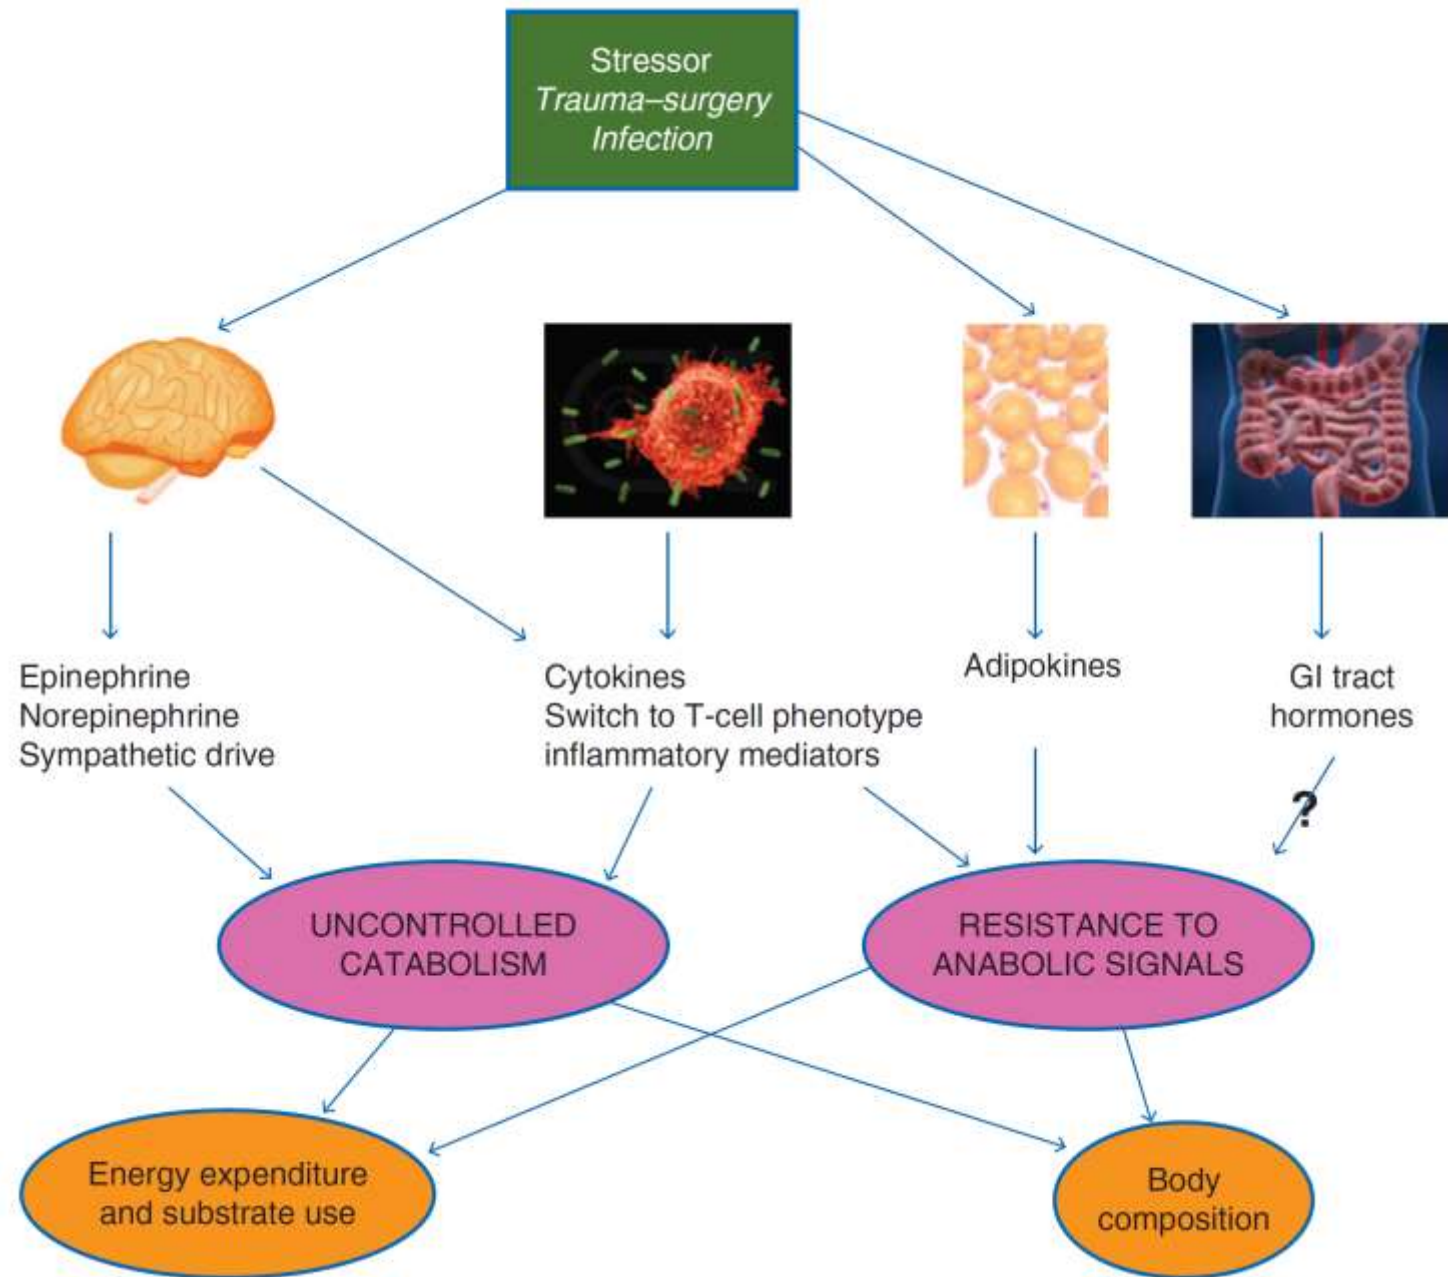 Stressor
Trauma–surgery
Infection
Epinephrine
Norepinephrine
Sympathetic drive
Cytokines
Switch to T-cell phenotype
inflammatory mediators
Adipokines
GI tract
hormones
?
UNCONTROLLED
CATABOLISM
RESISTANCE TO
ANABOLIC SIGNALS
Energy expenditure
and substrate use
Body
composition